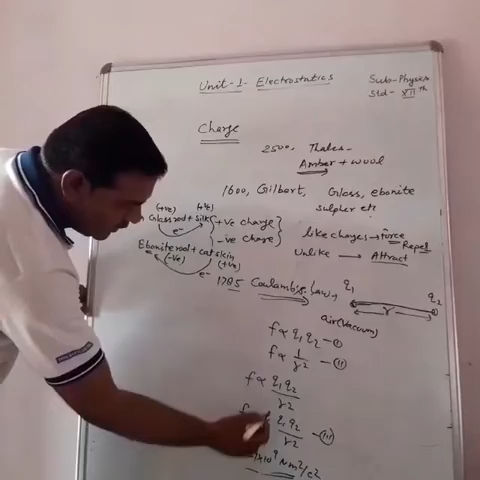 Unit-1- Electrostatics
Sub- Physics
Std- XII th
Charge
2500, Thales-
Amber + wool
1600, Gilbert, Glass, ebonite
Sulpher etc
(+ve) (+ve)
Glass rod + Silk
e⁻
+ve charge
-ve charge
Ebonite rod + cat skin
(-ve) (+ve)
e⁻
like charges → force Repel
Unlike → Attract
1785 Coulomb's Law →
q₁ q₂
r
air (Vacuum)
f ∝ q₁ q₂ — (I)
f ∝ 1/r2 — (II)
f ∝ q₁ q₂/r2
f q₁ q₂/r2 — (III)
×10⁹ Nm²/c²